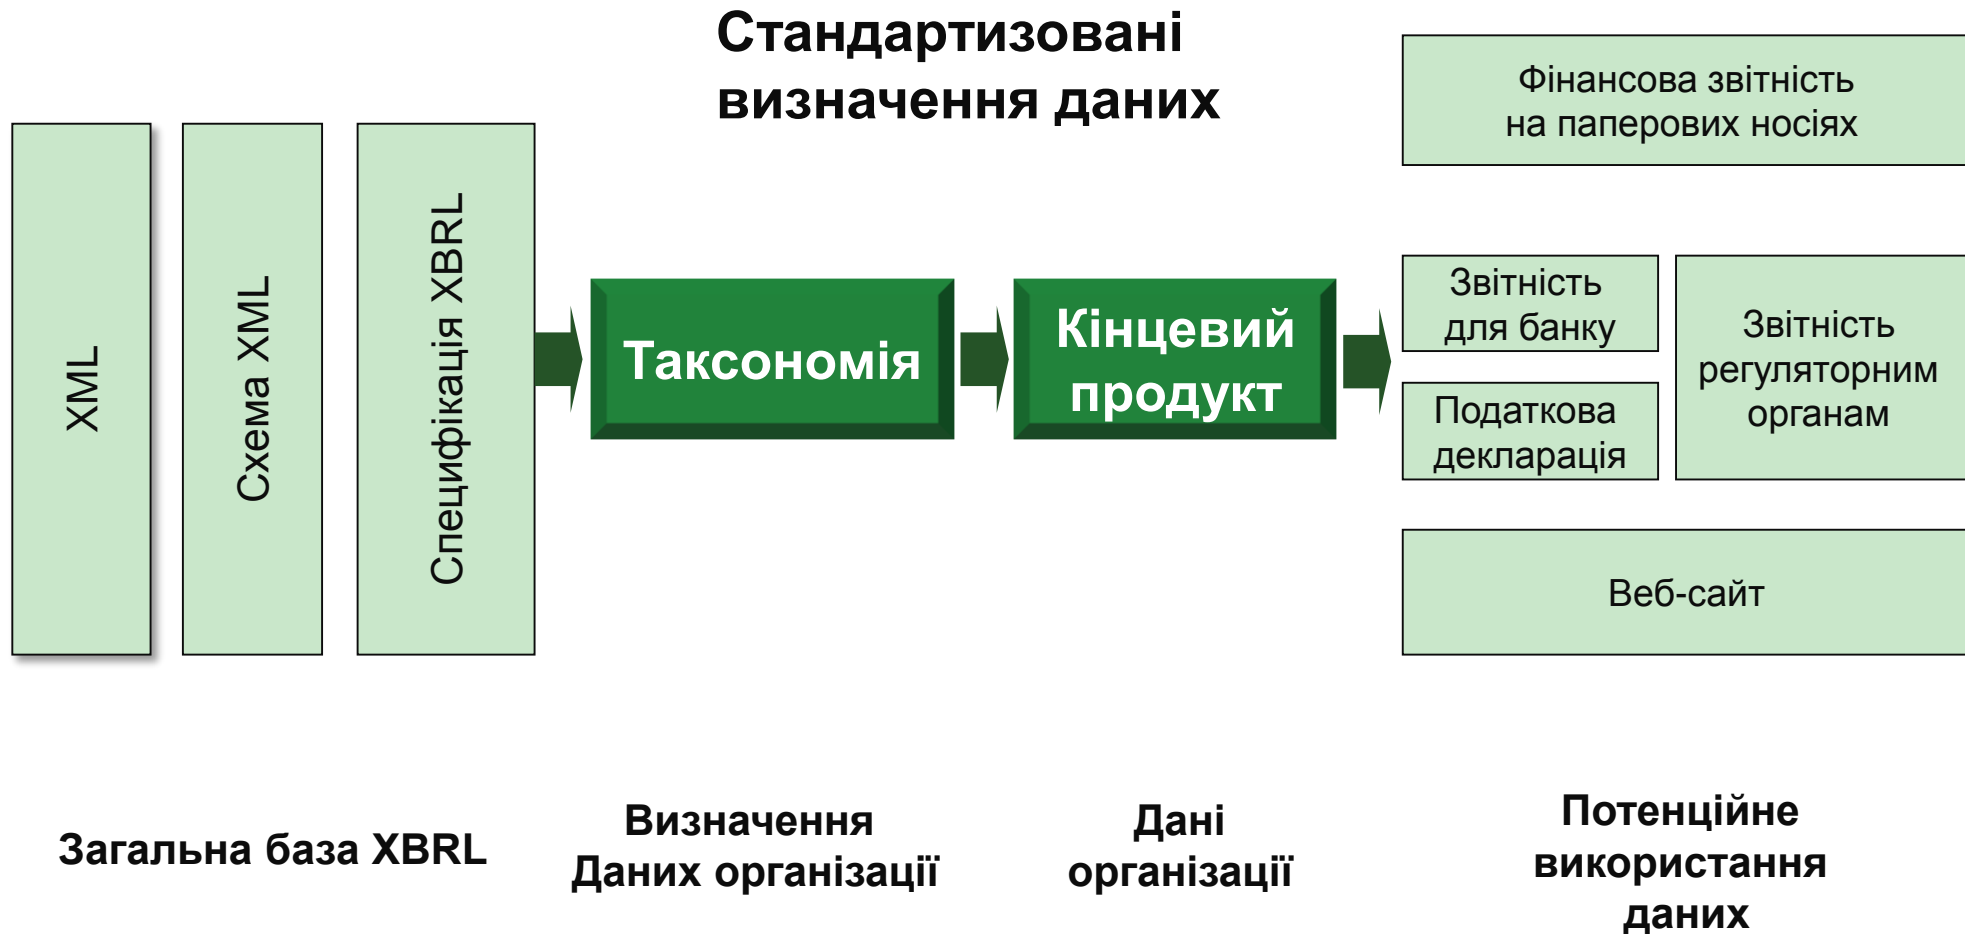 Стандартизовані
визначення даних
XML
Схема XML
Специфікація XBRL
Таксономія
Кінцевий
продукт
Фінансова звітність
на паперових носіях
Звітність
для банку
Податкова
декларація
Звітність
регуляторним
органам
Веб-сайт
Загальна база XBRL
Визначення
Даних організації
Дані
організації
Потенційне
використання
даних